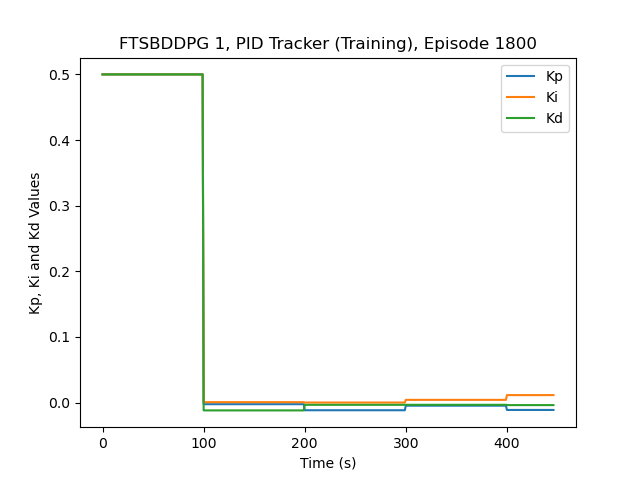 FTSBDDPG 1, PID Tracker (Training), Episode 1800
Kp
Ki
Kd
Kp, Ki and Kd Values
0.5
0.4
0.3
0.2
0.1
0.0
0 100 200 300 400
Time (s)